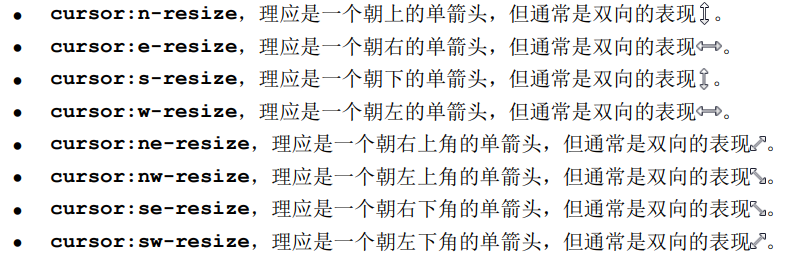 • cursor:n-resize，理应是一个朝上的单箭头，但通常是双向的表现⇕。
• cursor:e-resize，理应是一个朝右的单箭头，但通常是双向的表现⇔。
• cursor:s-resize，理应是一个朝下的单箭头，但通常是双向的表现⇕。
• cursor:w-resize，理应是一个朝左的单箭头，但通常是双向的表现⇔。
• cursor:ne-resize，理应是一个朝右上角的单箭头，但通常是双向的表现⤢。
• cursor:nw-resize，理应是一个朝左上角的单箭头，但通常是双向的表现⤡。
• cursor:se-resize，理应是一个朝右下角的单箭头，但通常是双向的表现⤡。
• cursor:sw-resize，理应是一个朝左下角的单箭头，但通常是双向的表现⤢。